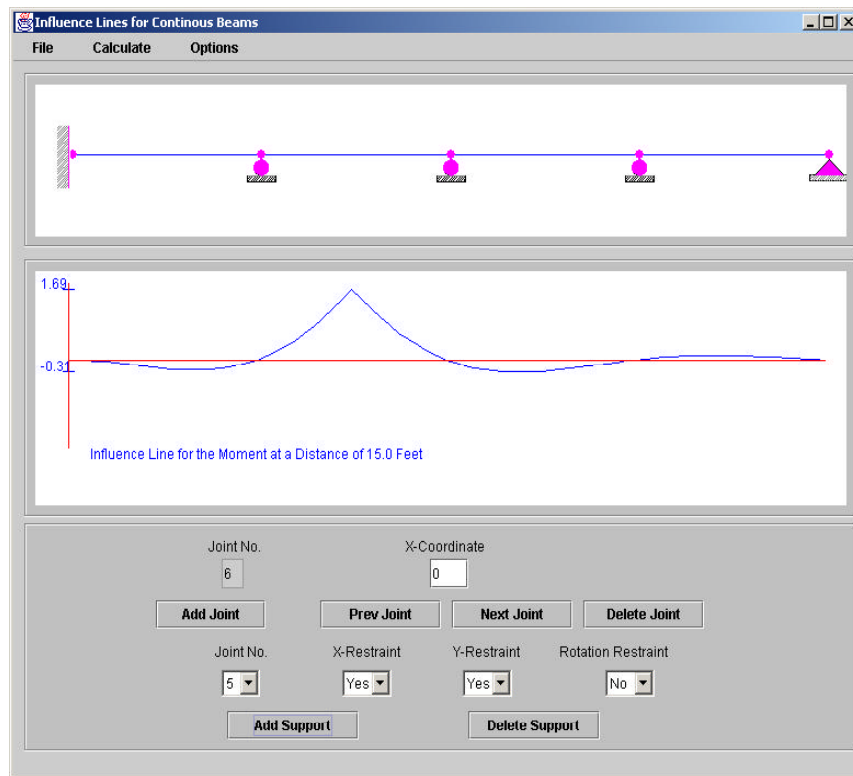 Influence Lines for Continous Beams
File Calculate Options
1.69
-0.31
Influence Line for the Moment at a Distance of 15.0 Feet
Joint No. X-Coordinate
6 0
Add Joint Prev Joint Next Joint Delete Joint
Joint No. X-Restraint Y-Restraint Rotation Restraint
5 Yes Yes No
Add Support Delete Support